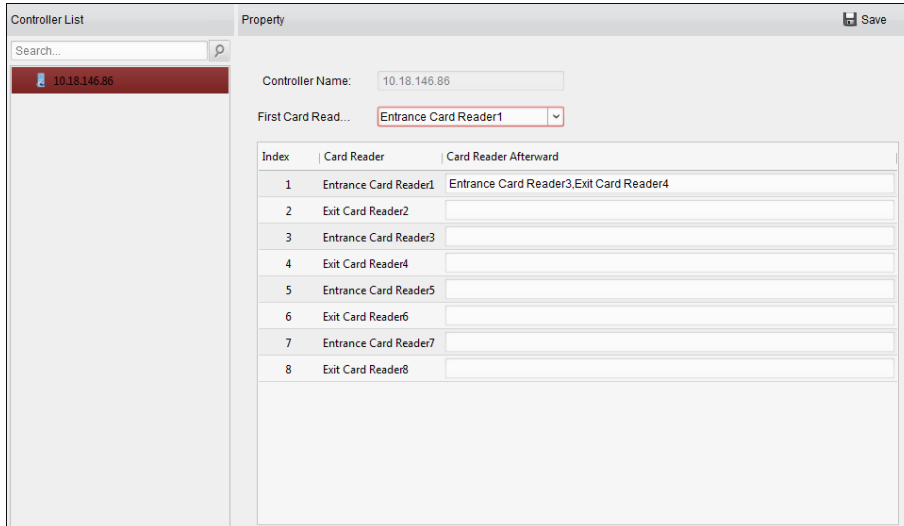 Controller List
Property
Save
Search...
10.18.146.86
Controller Name:
10.18.146.86
First Card Read...
Entrance Card Reader1
Index Card Reader Card Reader Afterward
1 Entrance Card Reader1 Entrance Card Reader3,Exit Card Reader4
2 Exit Card Reader2
3 Entrance Card Reader3
4 Exit Card Reader4
5 Entrance Card Reader5
6 Exit Card Reader6
7 Entrance Card Reader7
8 Exit Card Reader8